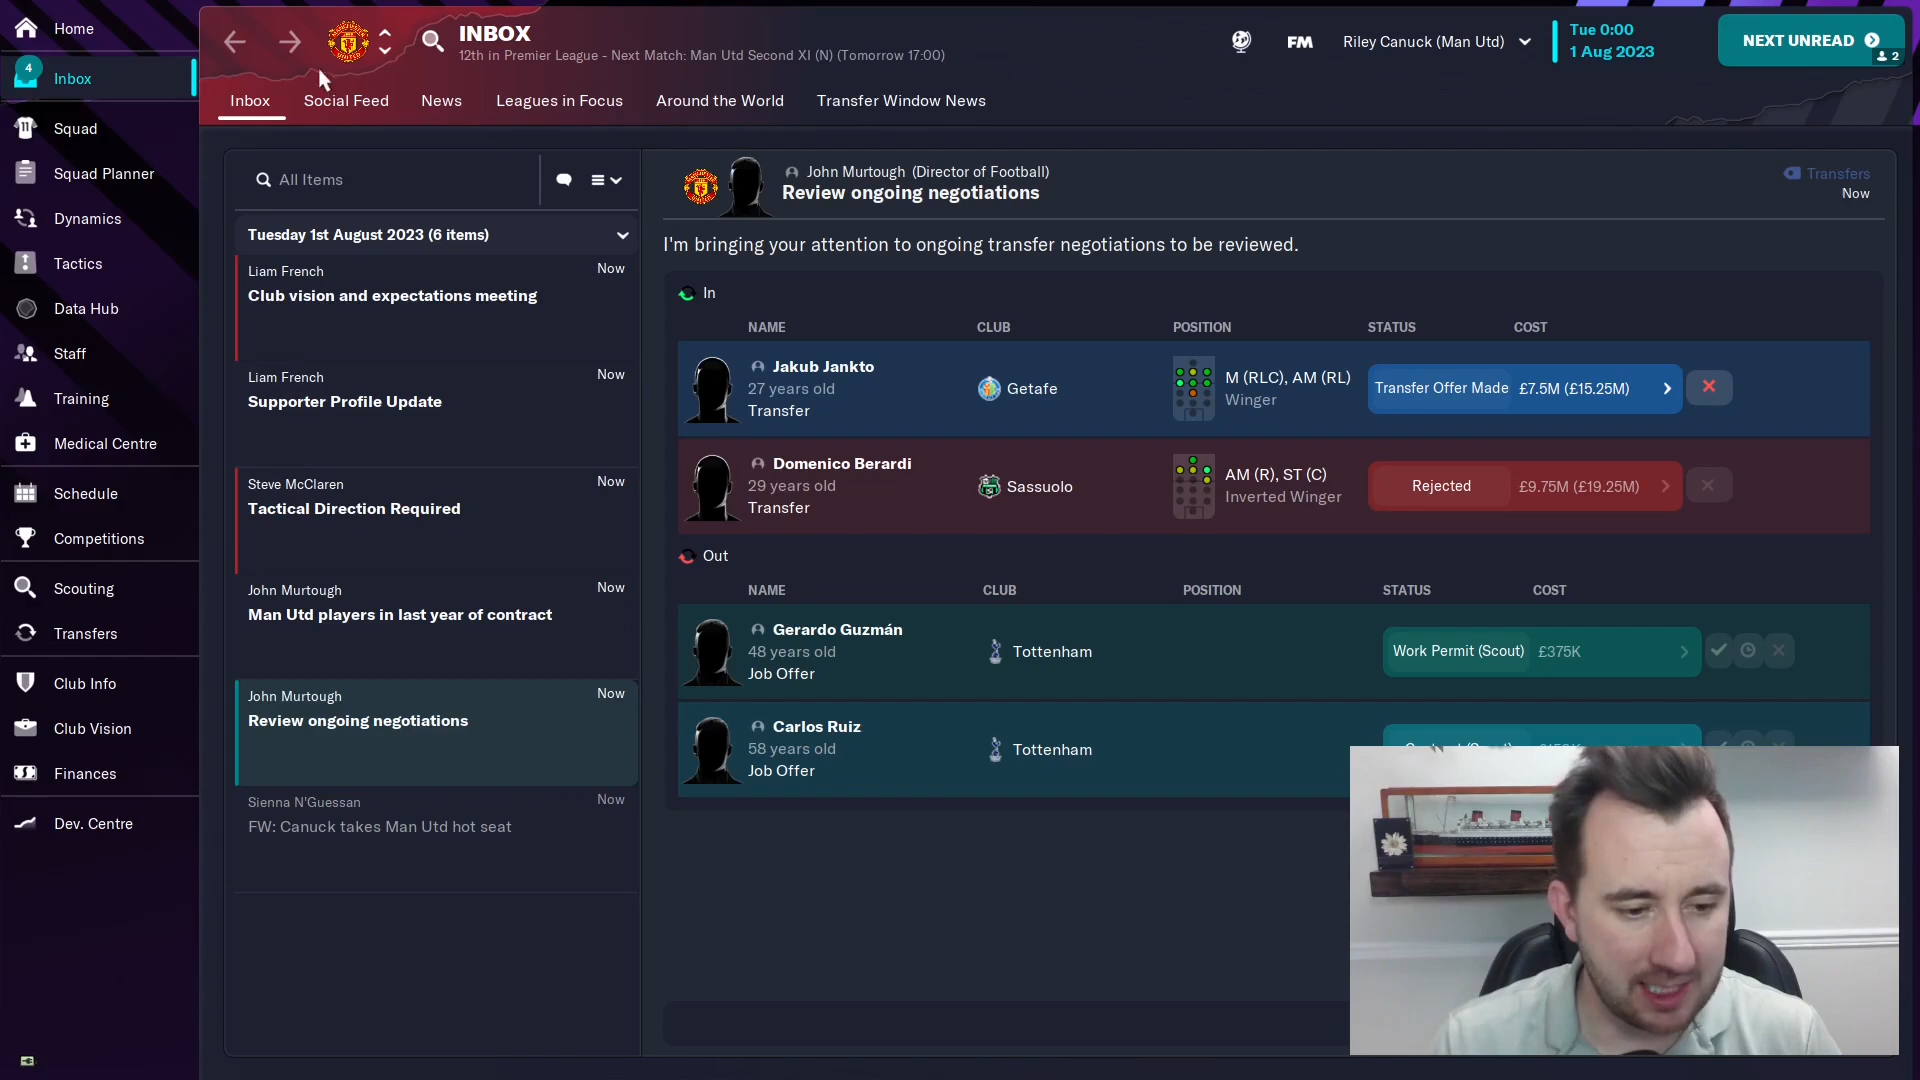 Home
4
Inbox
Squad
Squad Planner
Dynamics
Tactics
Data Hub
Staff
Training
Medical Centre
Schedule
Competitions
Scouting
Transfers
Club Info
Club Vision
Finances
Dev. Centre
INBOX
12th in Premier League - Next Match: Man Utd Second XI (N) (Tomorrow 17:00)
FM
Riley Canuck (Man Utd)
Tue 0:00
1 Aug 2023
NEXT UNREAD
2
Inbox Social Feed News Leagues in Focus Around the World Transfer Window News
All Items
Tuesday 1st August 2023 (6 items)
Liam French Now
Club vision and expectations meeting
Liam French Now
Supporter Profile Update
Steve McClaren Now
Tactical Direction Required
John Murtough Now
Man Utd players in last year of contract
John Murtough Now
Review ongoing negotiations
Sienna N'Guessan Now
FW: Canuck takes Man Utd hot seat
John Murtough (Director of Football)
Review ongoing negotiations
Transfers
Now
I'm bringing your attention to ongoing transfer negotiations to be reviewed.
In
NAME CLUB POSITION STATUS COST
Jakub Jankto
27 years old
Transfer
Getafe
M (RLC), AM (RL)
Winger
Transfer Offer Made £7.5M (£15.25M)
Domenico Berardi
29 years old
Transfer
Sassuolo
AM (R), ST (C)
Inverted Winger
Rejected £9.75M (£19.25M)
Out
NAME CLUB POSITION STATUS COST
Gerardo Guzmán
48 years old
Job Offer
Tottenham
Work Permit (Scout) £375K
Carlos Ruiz
58 years old
Job Offer
Tottenham